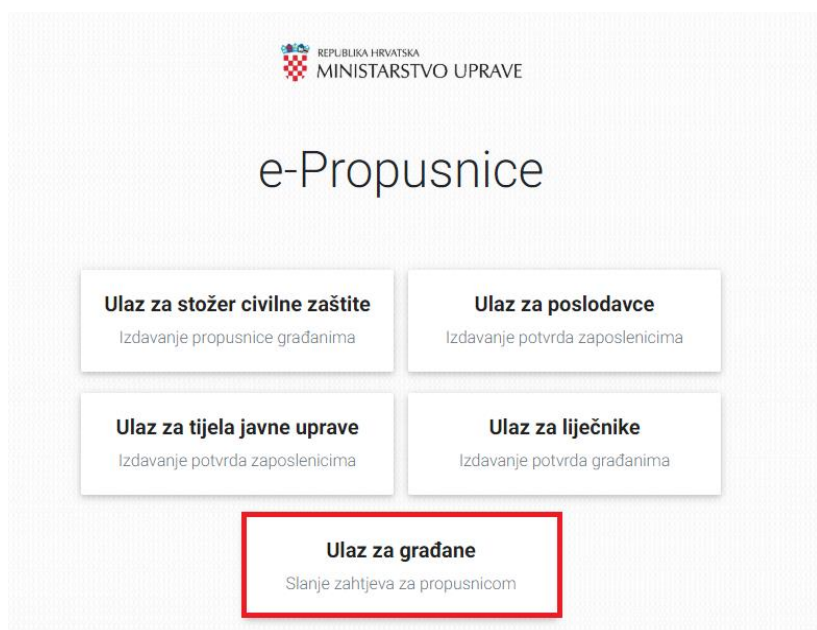 REPUBLIKA HRVATSKA
MINISTARSTVO UPRAVE
e-Propusnice
Ulaz za stožer civilne zaštite
Izdavanje propusnice građanima
Ulaz za poslodavce
Izdavanje potvrda zaposlenicima
Ulaz za tijela javne uprave
Izdavanje potvrda zaposlenicima
Ulaz za liječnike
Izdavanje potvrda građanima
Ulaz za građane
Slanje zahtjeva za propusnicom